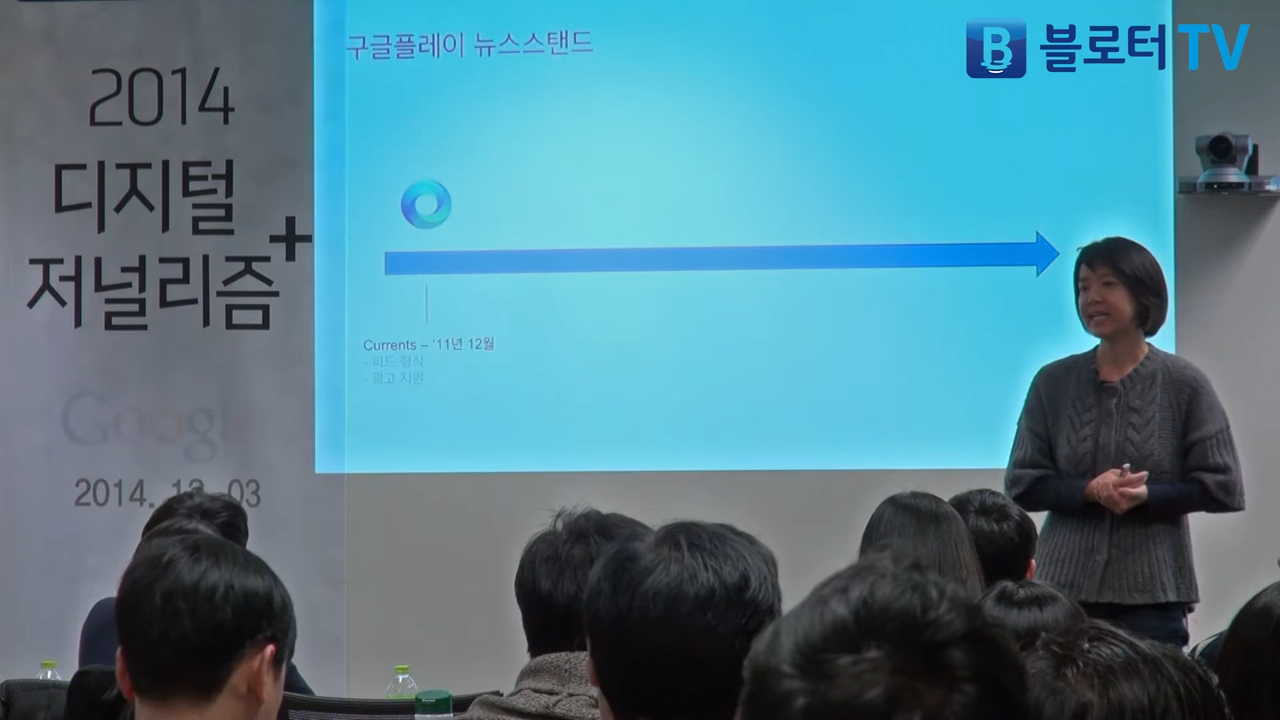 2014
디지털
저널리즘
+
Google
2014. 12. 03
구글플레이 뉴스스탠드
Currents – '11년 12월
- 피드 형식
- 광고 지원
B 블로터 TV